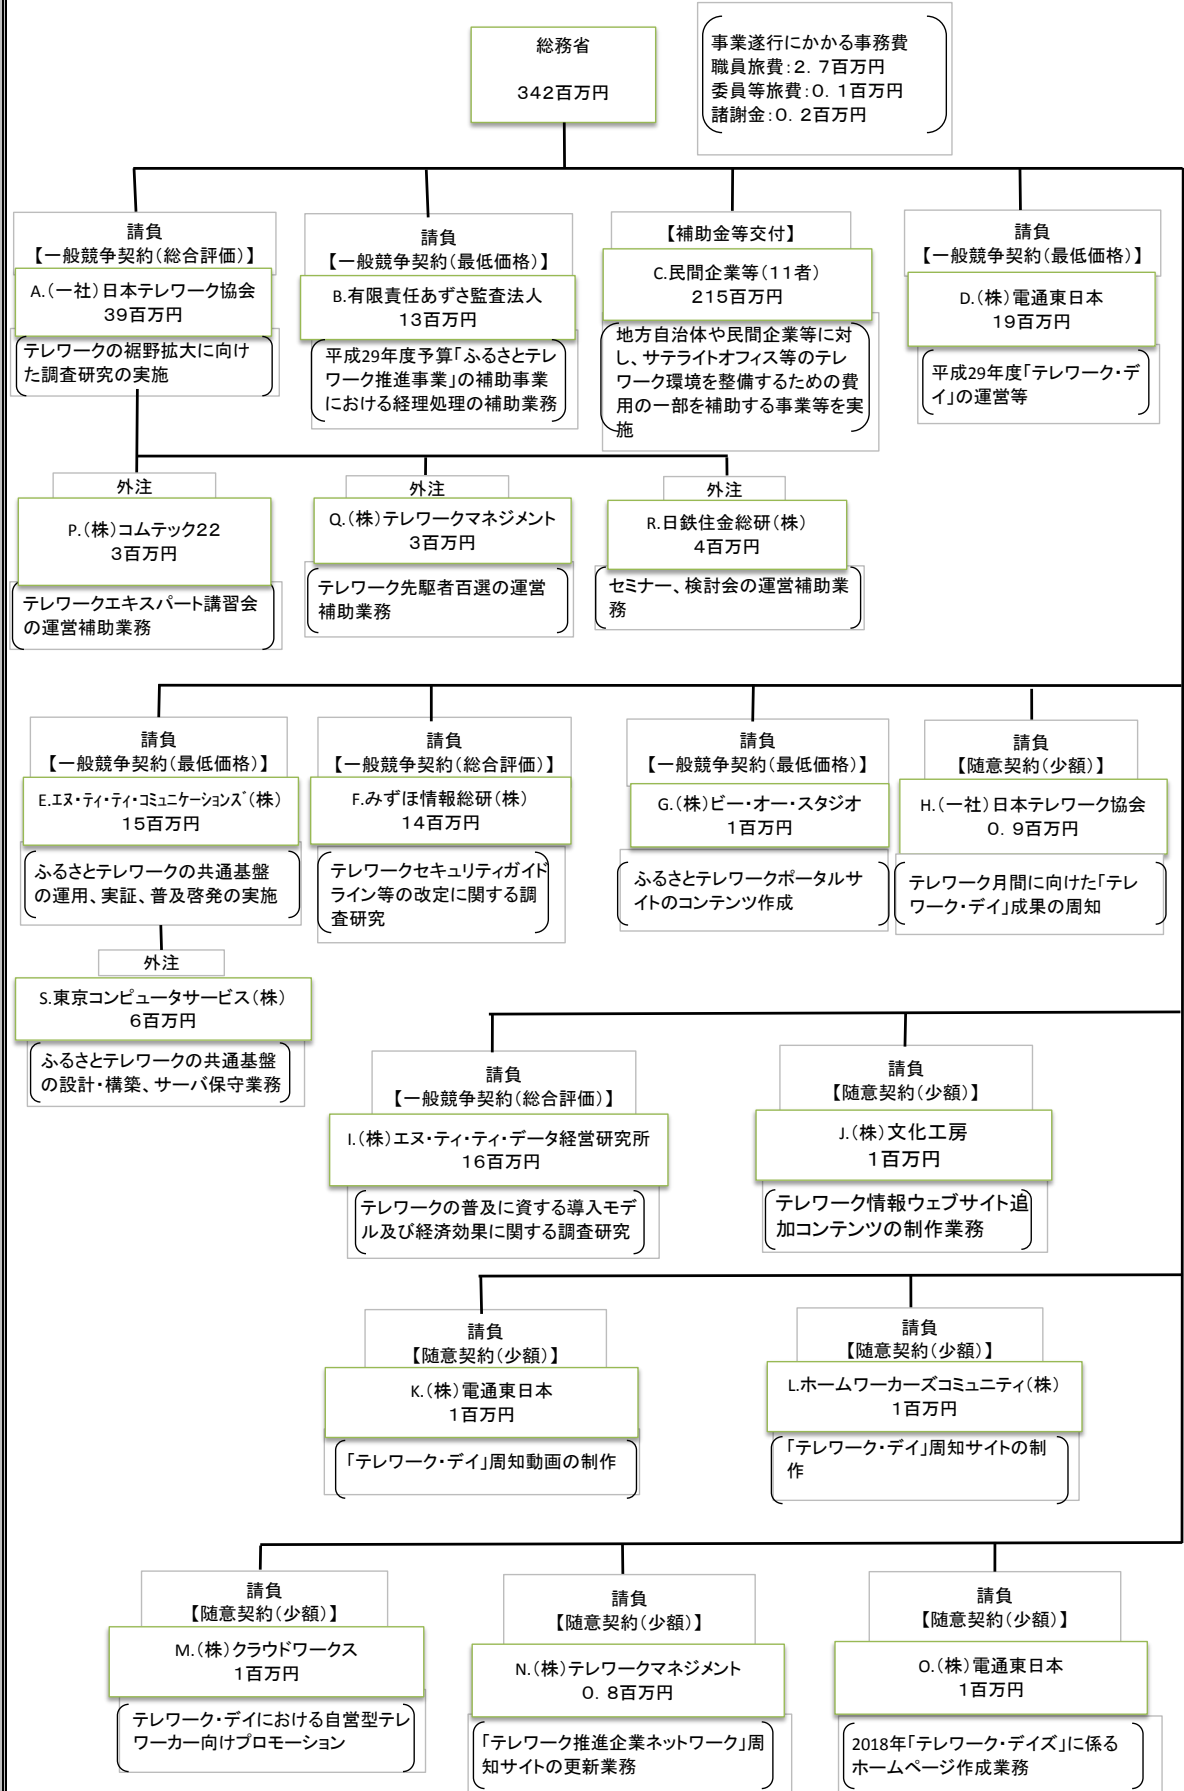 総務省
342百万円
事業遂行にかかる事務費
職員旅費：２．７百万円
委員等旅費：０．１百万円
諸謝金：０．２百万円
請負
【一般競争契約（総合評価）】
A.（一社）日本テレワーク協会
39百万円
テレワークの裾野拡大に向け
た調査研究の実施
請負
【一般競争契約（最低価格）】
B.有限責任あずさ監査法人
13百万円
平成29年度予算「ふるさとテレ
ワーク推進事業」の補助事業
における経理処理の補助業務
【補助金等交付】
C.民間企業等（11者）
215百万円
地方自治体や民間企業等に対
し、サテライトオフィス等のテレ
ワーク環境を整備するための費
用の一部を補助する事業等を実
施
請負
【一般競争契約（最低価格）】
D.（株）電通東日本
19百万円
平成29年度「テレワーク・デ
イ」の運営等
外注
P.（株）コムテック２２
3百万円
テレワークエキスパート講習会
の運営補助業務
外注
Q.（株）テレワークマネジメント
3百万円
テレワーク先駆者百選の運営
補助業務
外注
R.日鉄住金総研（株）
4百万円
セミナー、検討会の運営補助業
務
請負
【一般競争契約（最低価格）】
E.ｴﾇ・ﾃｨ・ﾃｨ・ｺﾐｭﾆｹｰｼｮﾝｽﾞ（株）
15百万円
ふるさとテレワークの共通基盤
の運用、実証、普及啓発の実施
請負
【一般競争契約（総合評価）】
F.みずほ情報総研（株）
14百万円
テレワークセキュリティガイド
ライン等の改定に関する調
査研究
請負
【一般競争契約（最低価格）】
G.（株）ビー・オー・スタジオ
1百万円
ふるさとテレワークポータルサ
イトのコンテンツ作成
請負
【随意契約（少額）】
H.（一社）日本テレワーク協会
０．９百万円
テレワーク月間に向けた「テレ
ワーク・デイ」成果の周知
外注
S.東京コンピュータサービス（株）
6百万円
ふるさとテレワークの共通基盤
の設計・構築、サーバ保守業務
請負
【一般競争契約（総合評価）】
I.（株）エヌ・ティ・ティ・データ経営研究所
16百万円
テレワークの普及に資する導入モデ
ル及び経済効果に関する調査研究
請負
【随意契約（少額）】
J.（株）文化工房
1百万円
テレワーク情報ウェブサイト追
加コンテンツの制作業務
請負
【随意契約（少額）】
K.（株）電通東日本
1百万円
「テレワーク・デイ」周知動画の制作
請負
【随意契約（少額）】
L.ホームワーカーズコミュニティ（株）
1百万円
「テレワーク・デイ」周知サイトの制
作
請負
【随意契約（少額）】
M.（株）クラウドワークス
1百万円
テレワーク・デイにおける自営型テレ
ワーカー向けプロモーション
請負
【随意契約（少額）】
N.（株）テレワークマネジメント
０．８百万円
「テレワーク推進企業ネットワーク」周
知サイトの更新業務
請負
【随意契約（少額）】
O.（株）電通東日本
1百万円
2018年「テレワーク・デイズ」に係る
ホームページ作成業務